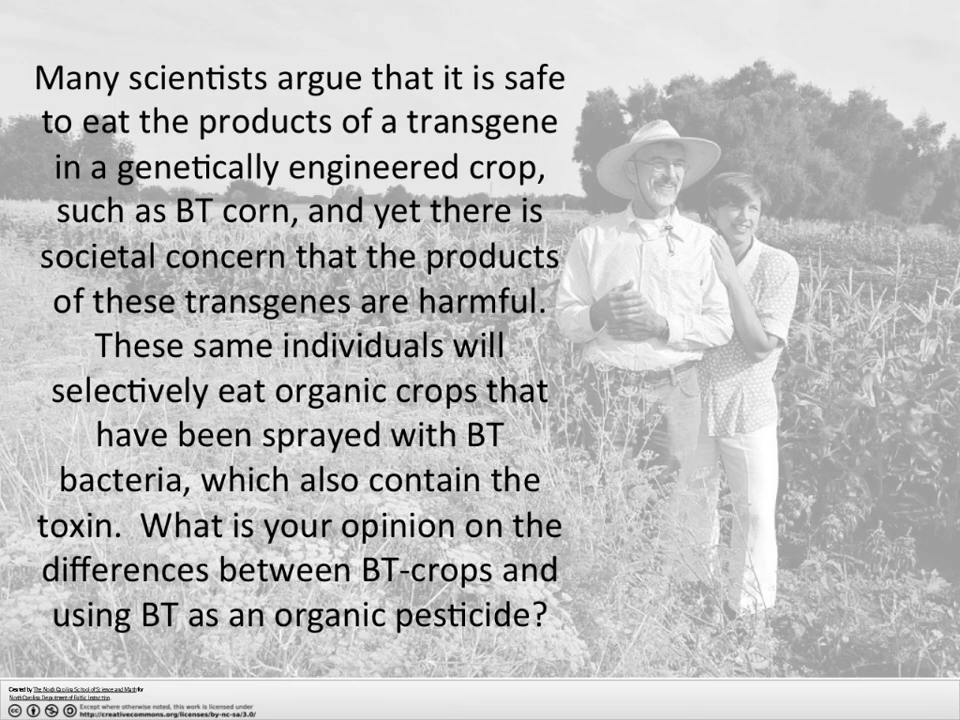 Many scientists argue that it is safe
to eat the products of a transgene
in a genetically engineered crop,
such as BT corn, and yet there is
societal concern that the products
of these transgenes are harmful.
These same individuals will
selectively eat organic crops that
have been sprayed with BT
bacteria, which also contain the
toxin.  What is your opinion on the
differences between BT-crops and
using BT as an organic pesticide?
Created by The North Carolina School of Science and Math for
North Carolina Department of Public Instruction
Except where otherwise noted, this work is licensed under
http://creativecommons.org/licenses/by-nc-sa/3.0/